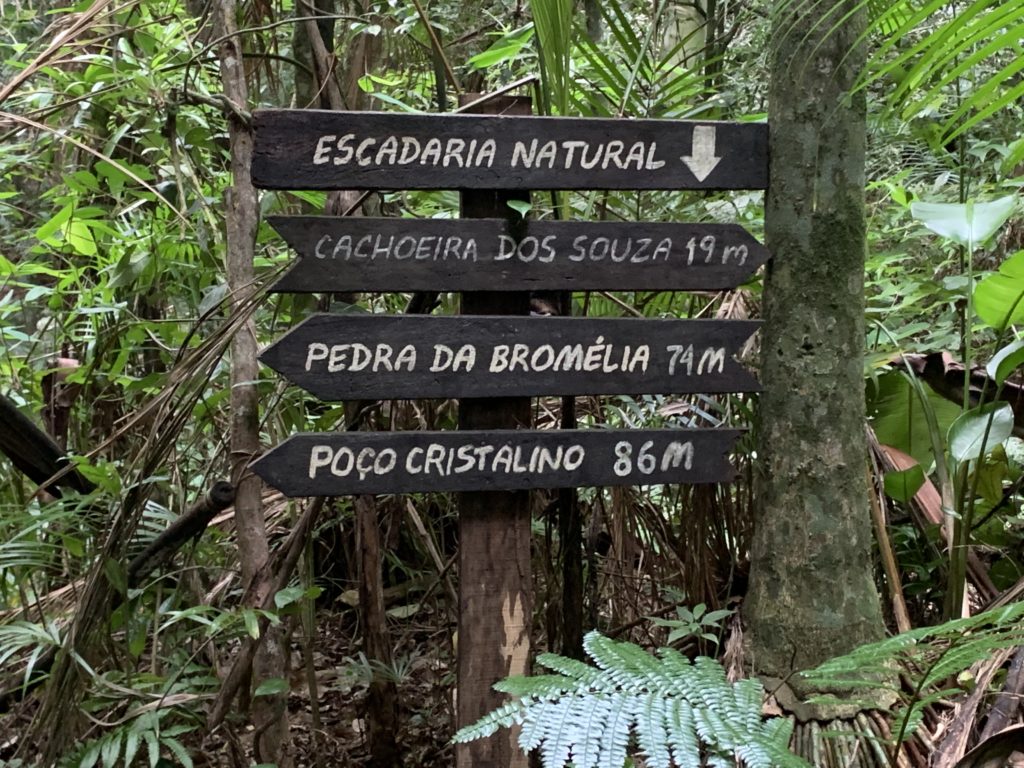 ESCADARIA NATURAL ↓
CACHOEIRA DOS SOUZA 19m
PEDRA DA BROMÉLIA 74M
POÇO CRISTALINO 86M